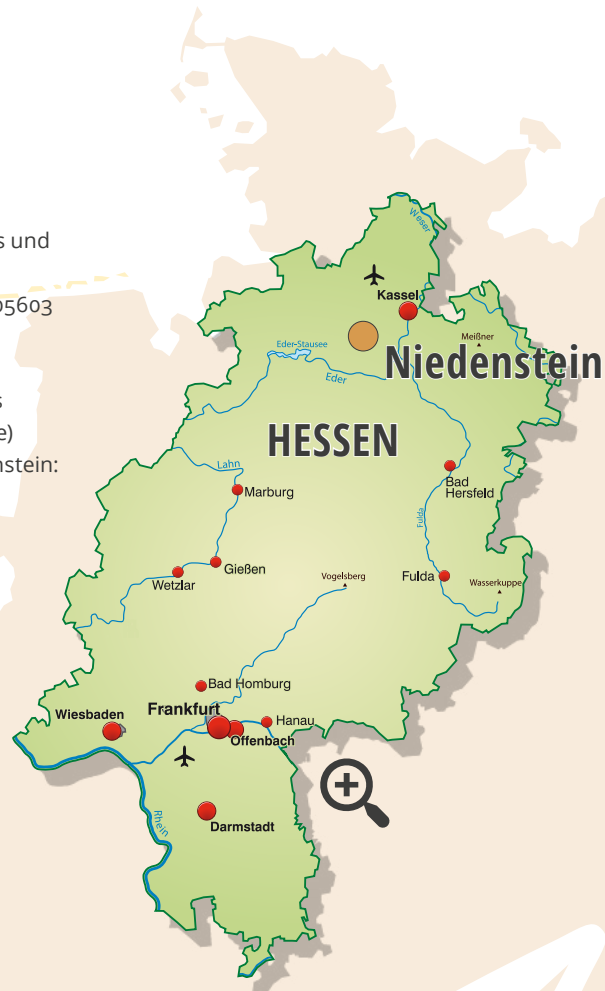 s und
05603
s
e)
nstein:
Weser
Kassel
Meißner
Eder-Stausee
Niedenstein
Eder
HESSEN
Lahn
Marburg
Bad
Hersfeld
Fulda
Gießen
Wetzlar
Vogelsberg
Fulda
Wasserkuppe
Bad Homburg
Wiesbaden
Frankfurt
Hanau
Offenbach
Rhein
Darmstadt